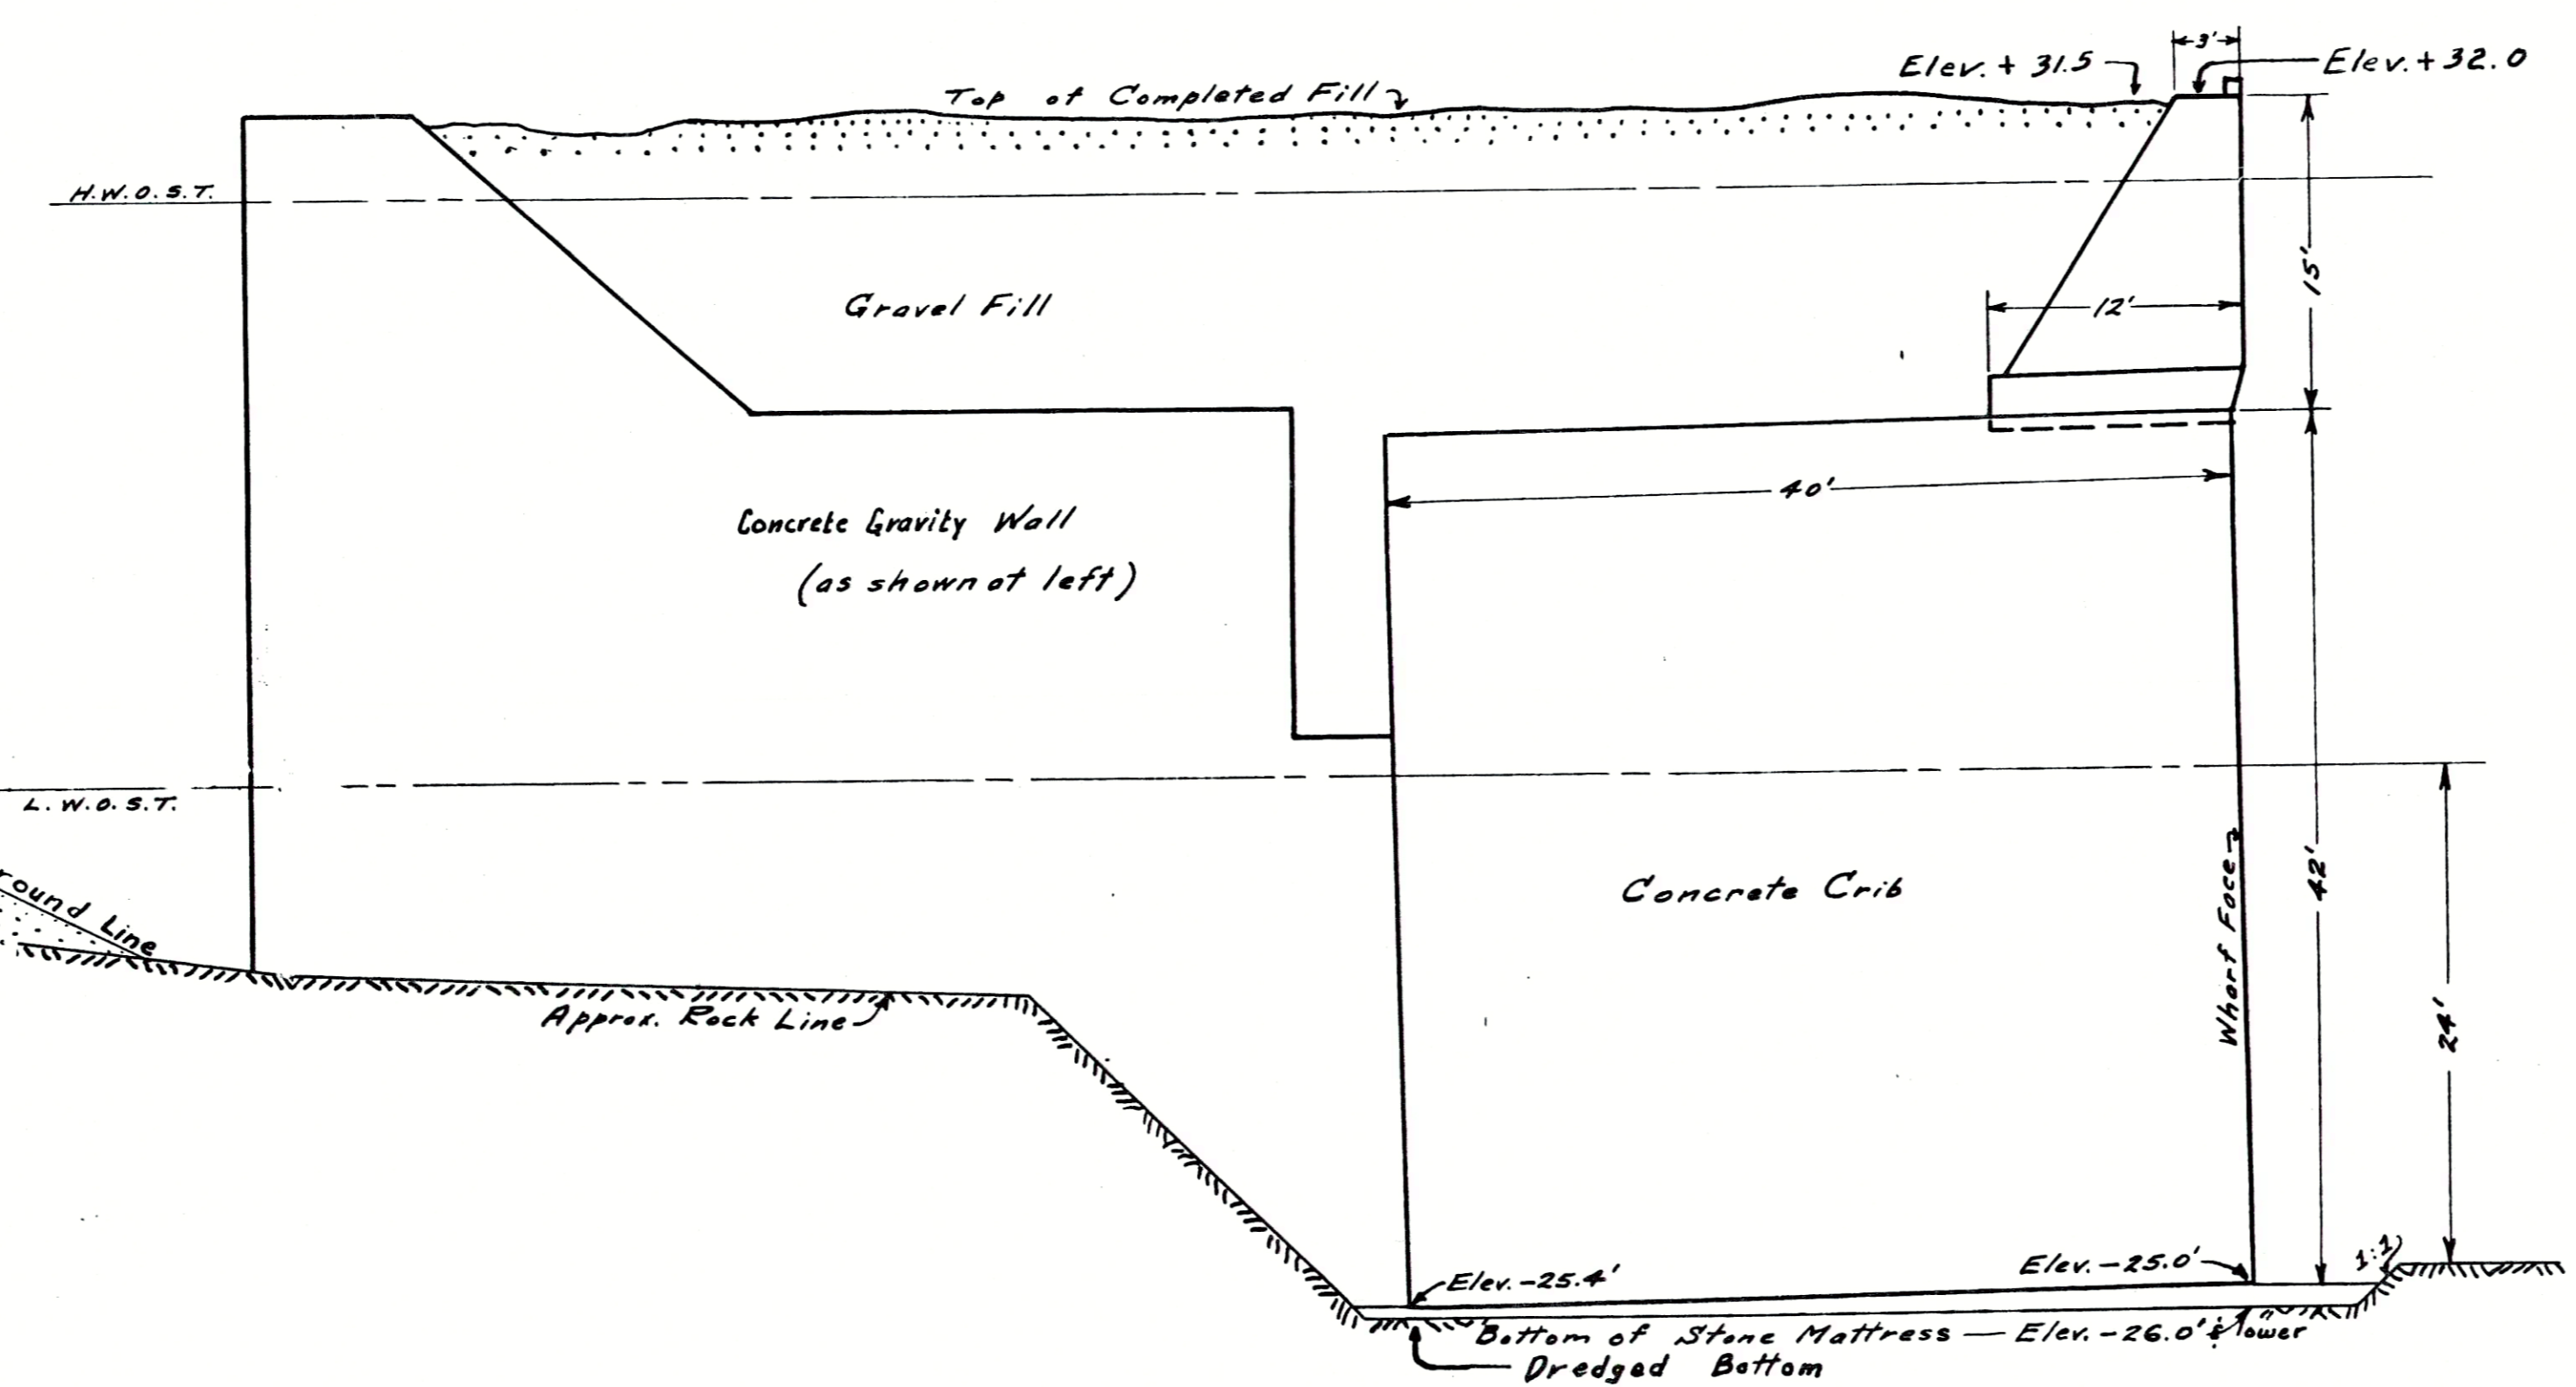 3'
Elev. + 31.5
Elev. + 32.0
Top of Completed Fill
H.W.O.S.T.
Gravel Fill
12'
15'
40'
Concrete Gravity Wall
(as shown at left)
L.W.O.S.T.
Concrete Crib
Wharf Face
42'
24'
round Line
Approx. Rock Line
Elev. -25.4'
Elev. -25.0'
1:1
Bottom of Stone Mattress — Elev. -26.0' & lower
Dredged Bottom